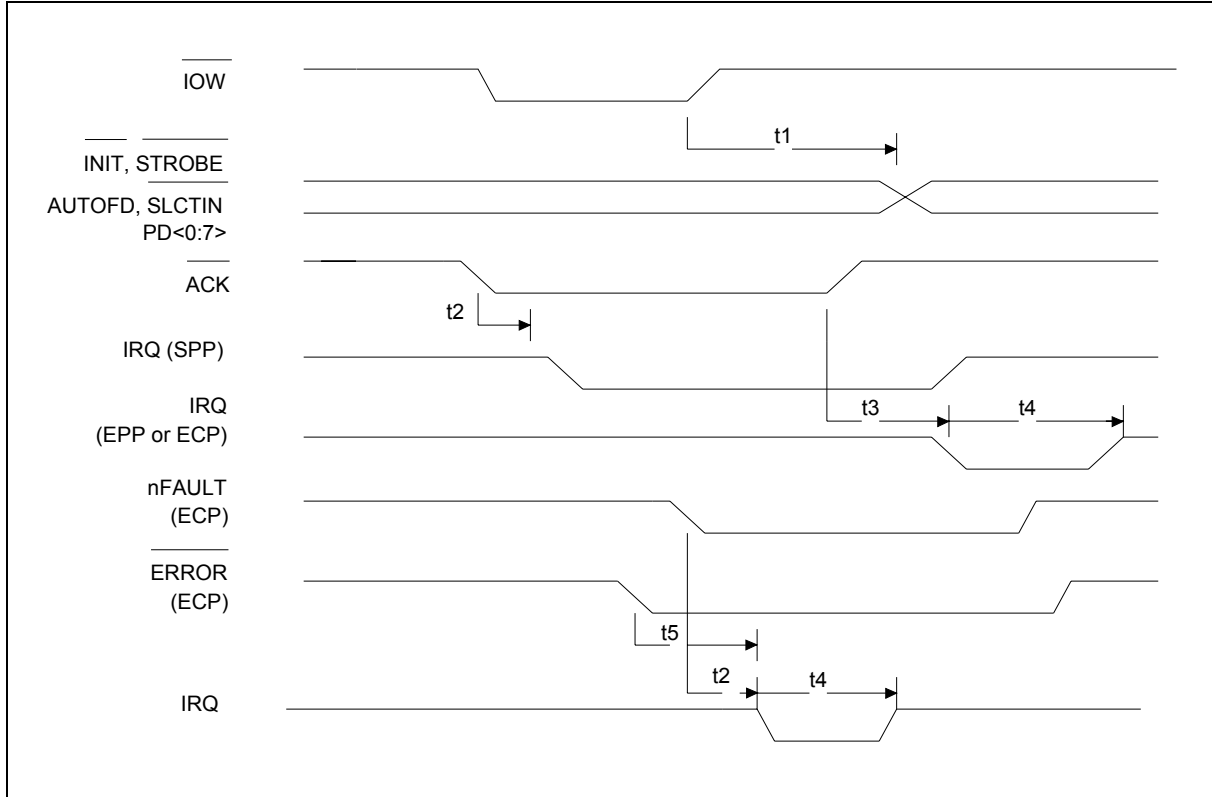 IOW
t1
INIT, STROBE
AUTOFD, SLCTIN
PD<0:7>
ACK
t2
IRQ (SPP)
IRQ
(EPP or ECP)
t3
t4
nFAULT
(ECP)
ERROR
(ECP)
t5
t2
t4
IRQ